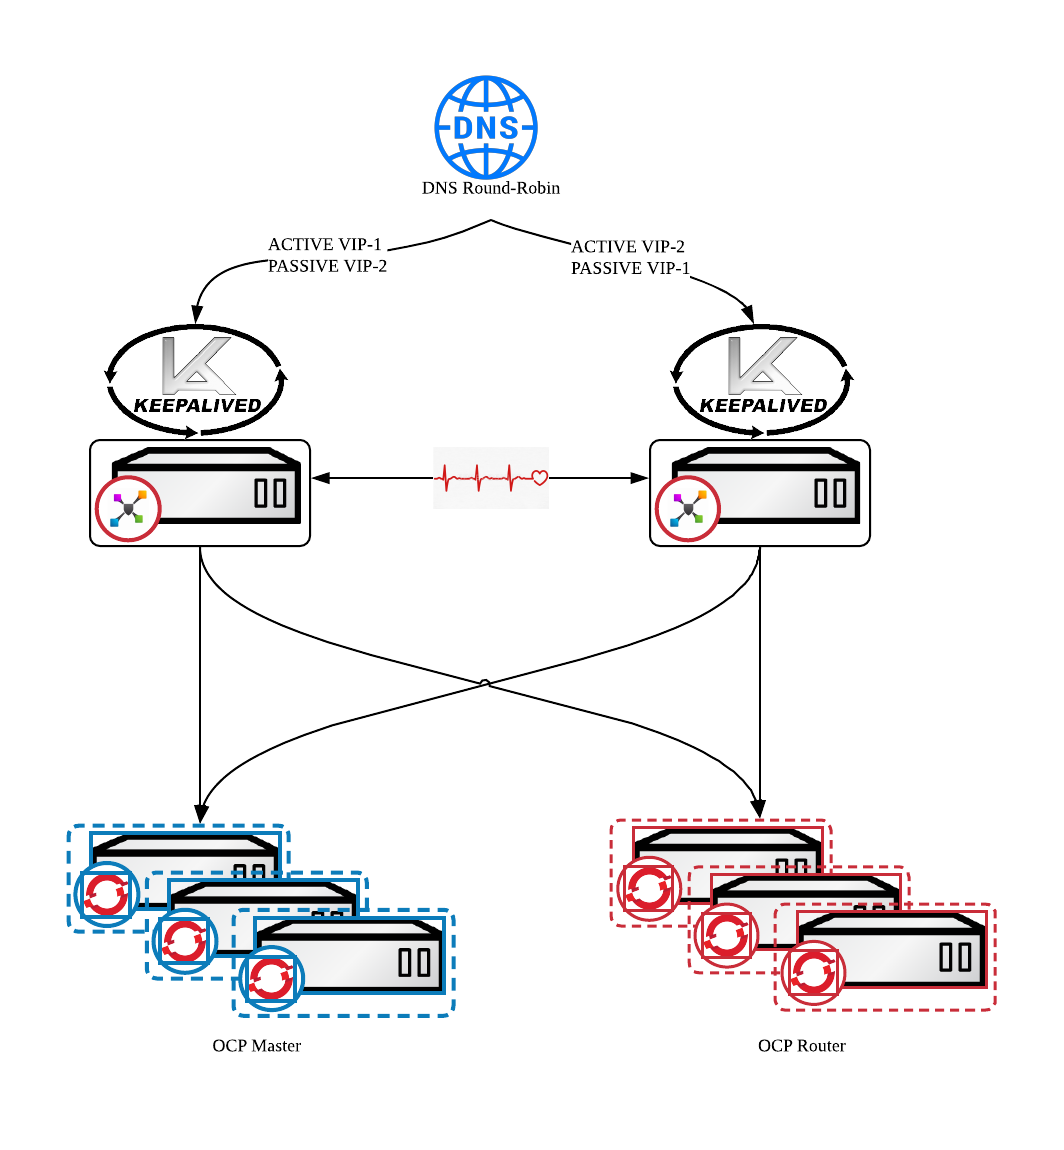 DNS
DNS Round-Robin
ACTIVE VIP-1
PASSIVE VIP-2
ACTIVE VIP-2
PASSIVE VIP-1
KEEPALIVED
KEEPALIVED
OCP Master
OCP Router